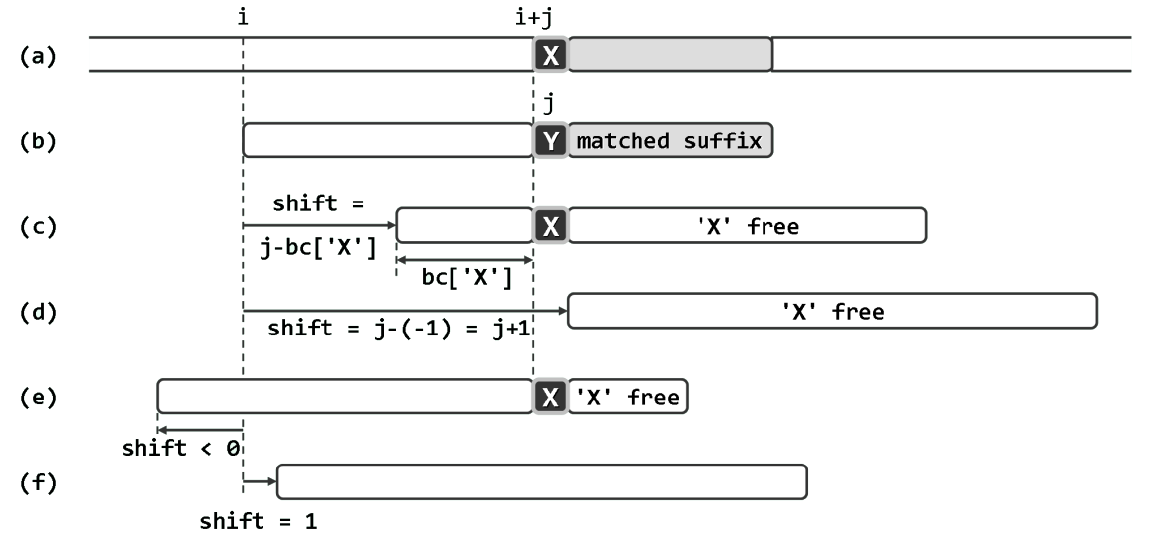 i i+j
(a) X
j
(b) Y matched suffix
shift =
(c) X 'X' free
j-bc['X']
bc['X']
(d) 'X' free
shift = j-(-1) = j+1
(e) X 'X' free
shift < 0
(f)
shift = 1